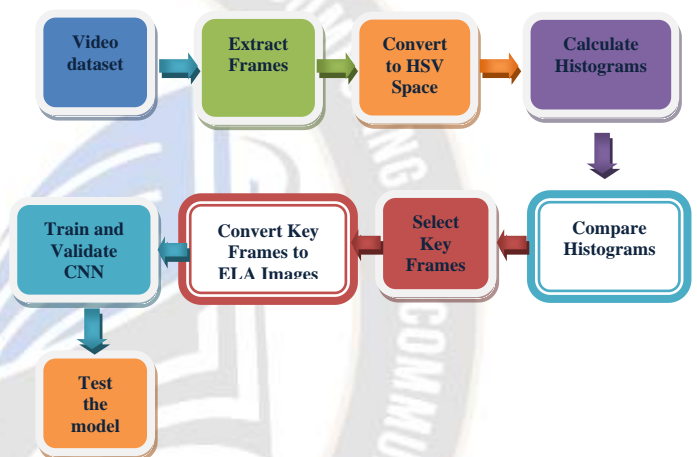 Video
dataset
Extract
Frames
Convert
to HSV
Space
Calculate
Histograms
Compare
Histograms
Select
Key
Frames
Convert Key
Frames to
ELA Images
Train and
Validate
CNN
Test
the
model